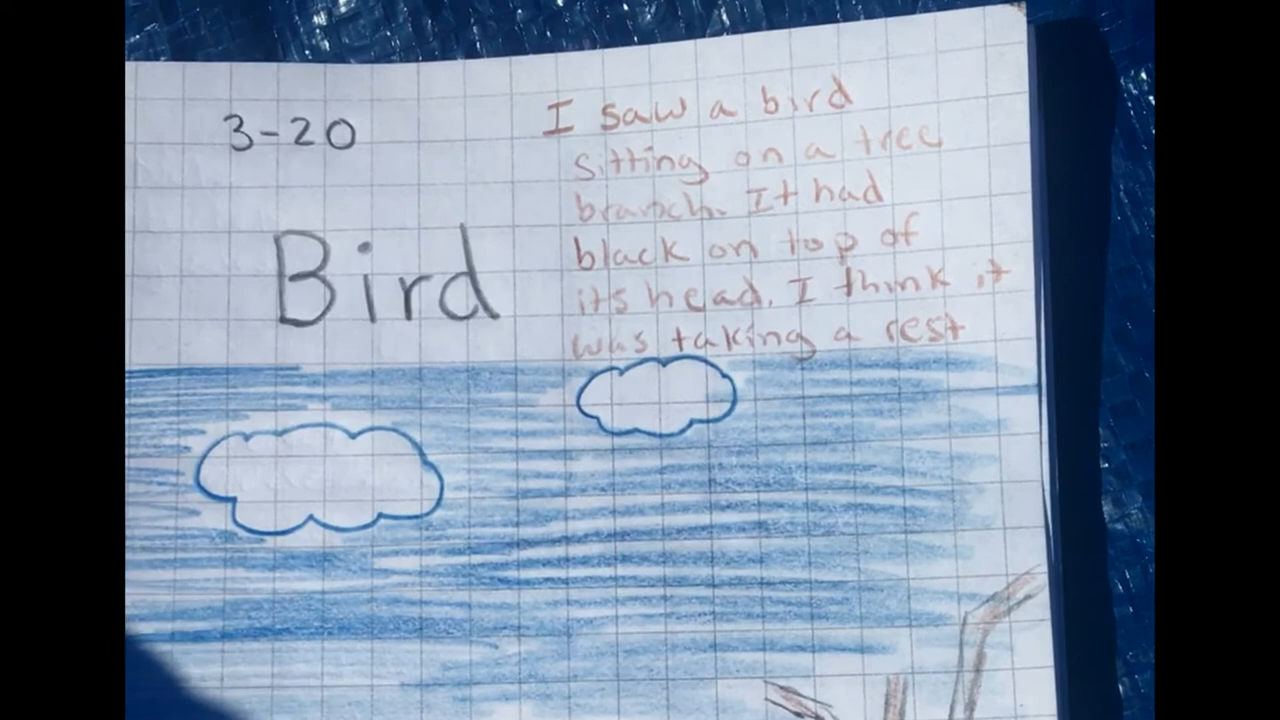 3-20
Bird
I saw a bird
sitting on a tree
branch. It had
black on top of
its head. I think it
was taking a rest